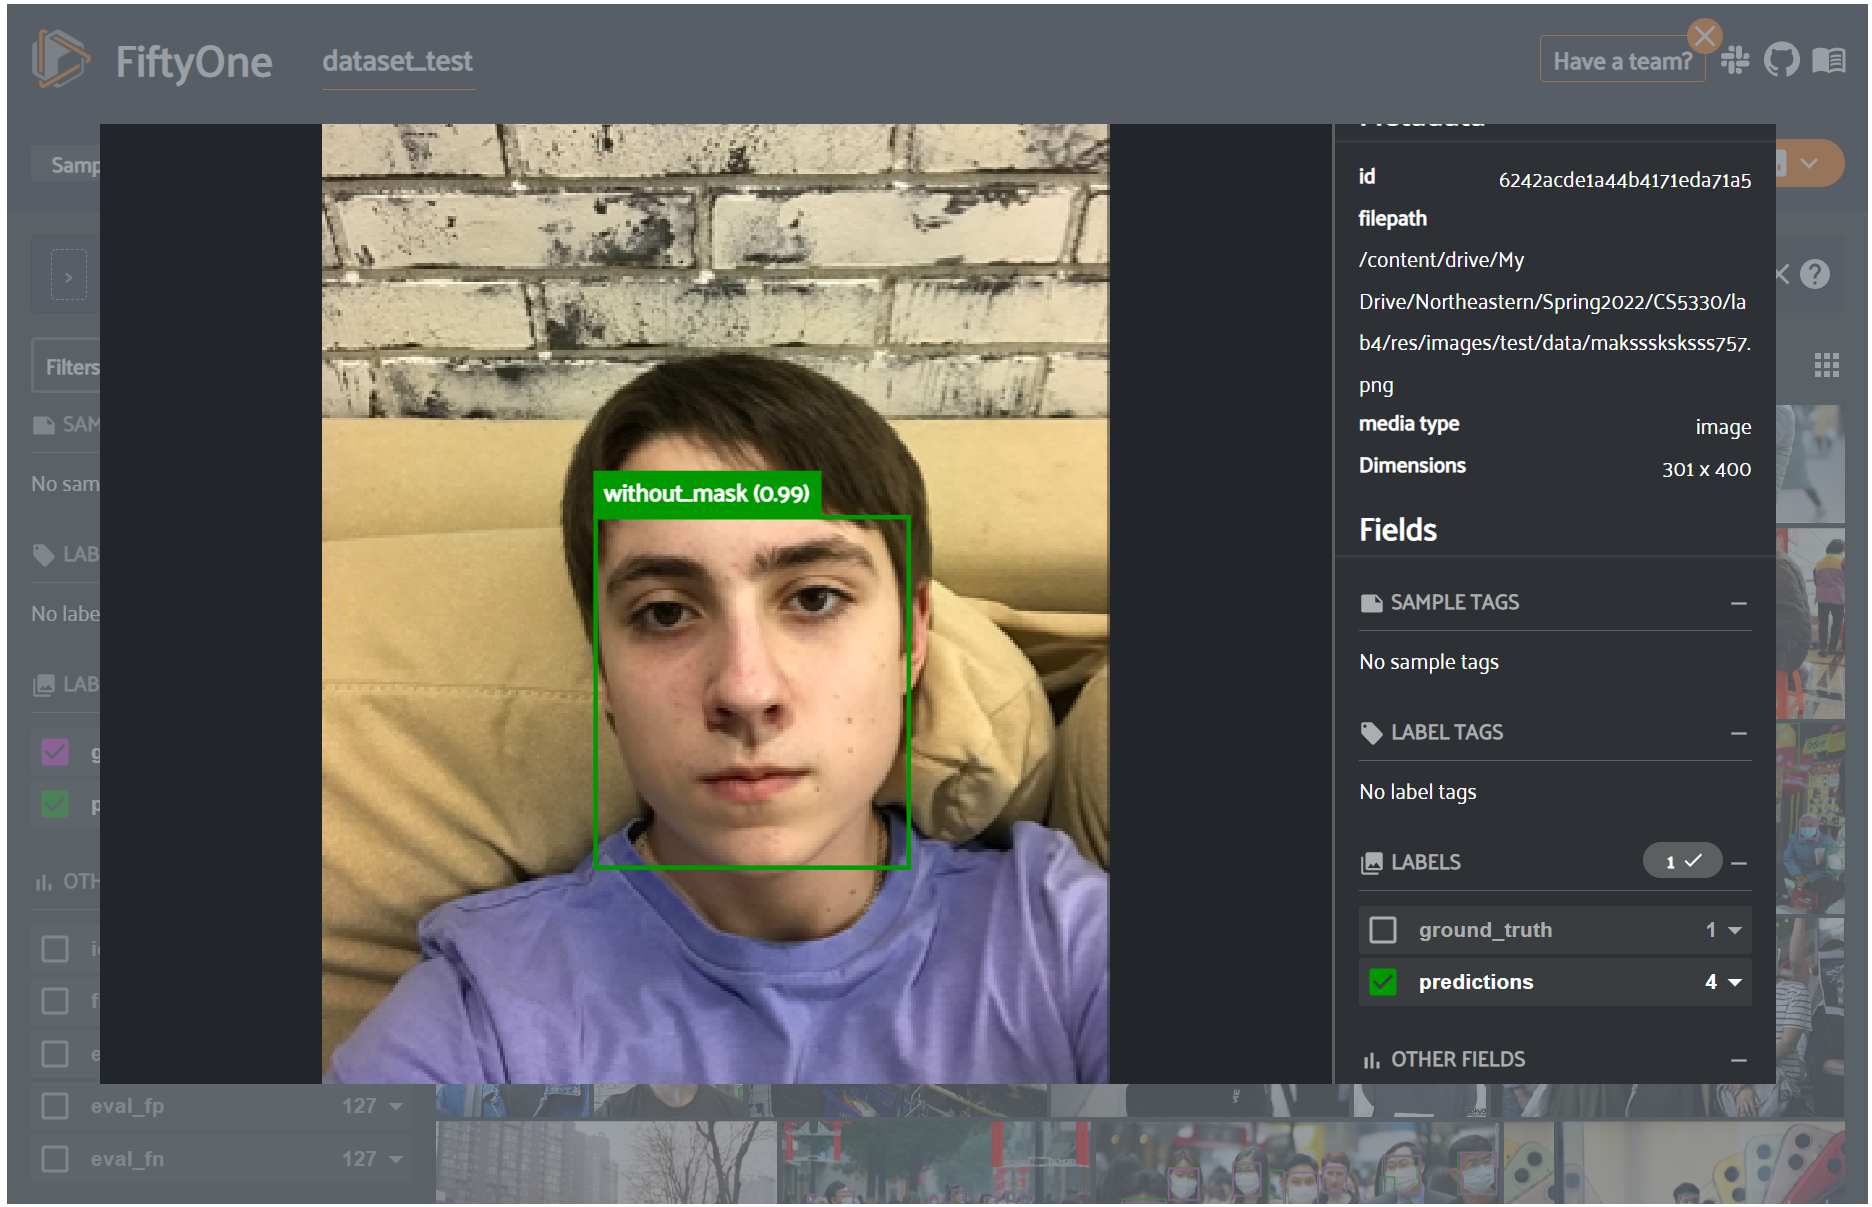 FiftyOne
dataset_test
Have a team?
Samp
Filters
SAM
No sam
LAB
No labe
LAB
g
p
OTH
i
f
e
e
eval_fp 127
eval_fn 127
without_mask (0.99)
Metadata
id 6242acde1a44b4171eda71a5
filepath
/content/drive/My
Drive/Northeastern/Spring2022/CS5330/la
b4/res/images/test/data/maksssksksss757.
png
media type image
Dimensions 301 x 400
Fields
SAMPLE TAGS
No sample tags
LABEL TAGS
No label tags
LABELS 1
ground_truth 1
predictions 4
OTHER FIELDS